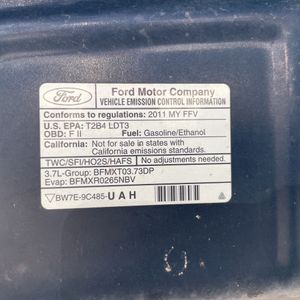 Ford
Ford Motor Company
VEHICLE EMISSION CONTROL INFORMATION
Conforms to regulations: 2011 MY FFV
U.S. EPA: T2B4 LDT3
OBD: F II Fuel: Gasoline/Ethanol
California: Not for sale in states with
California emissions standards.
TWC/SFI/HO2S/HAFS No adjustments needed.
3.7L-Group: BFMXT03.73DP
Evap: BFMXR0265NBV
BW7E-9C485-UAH